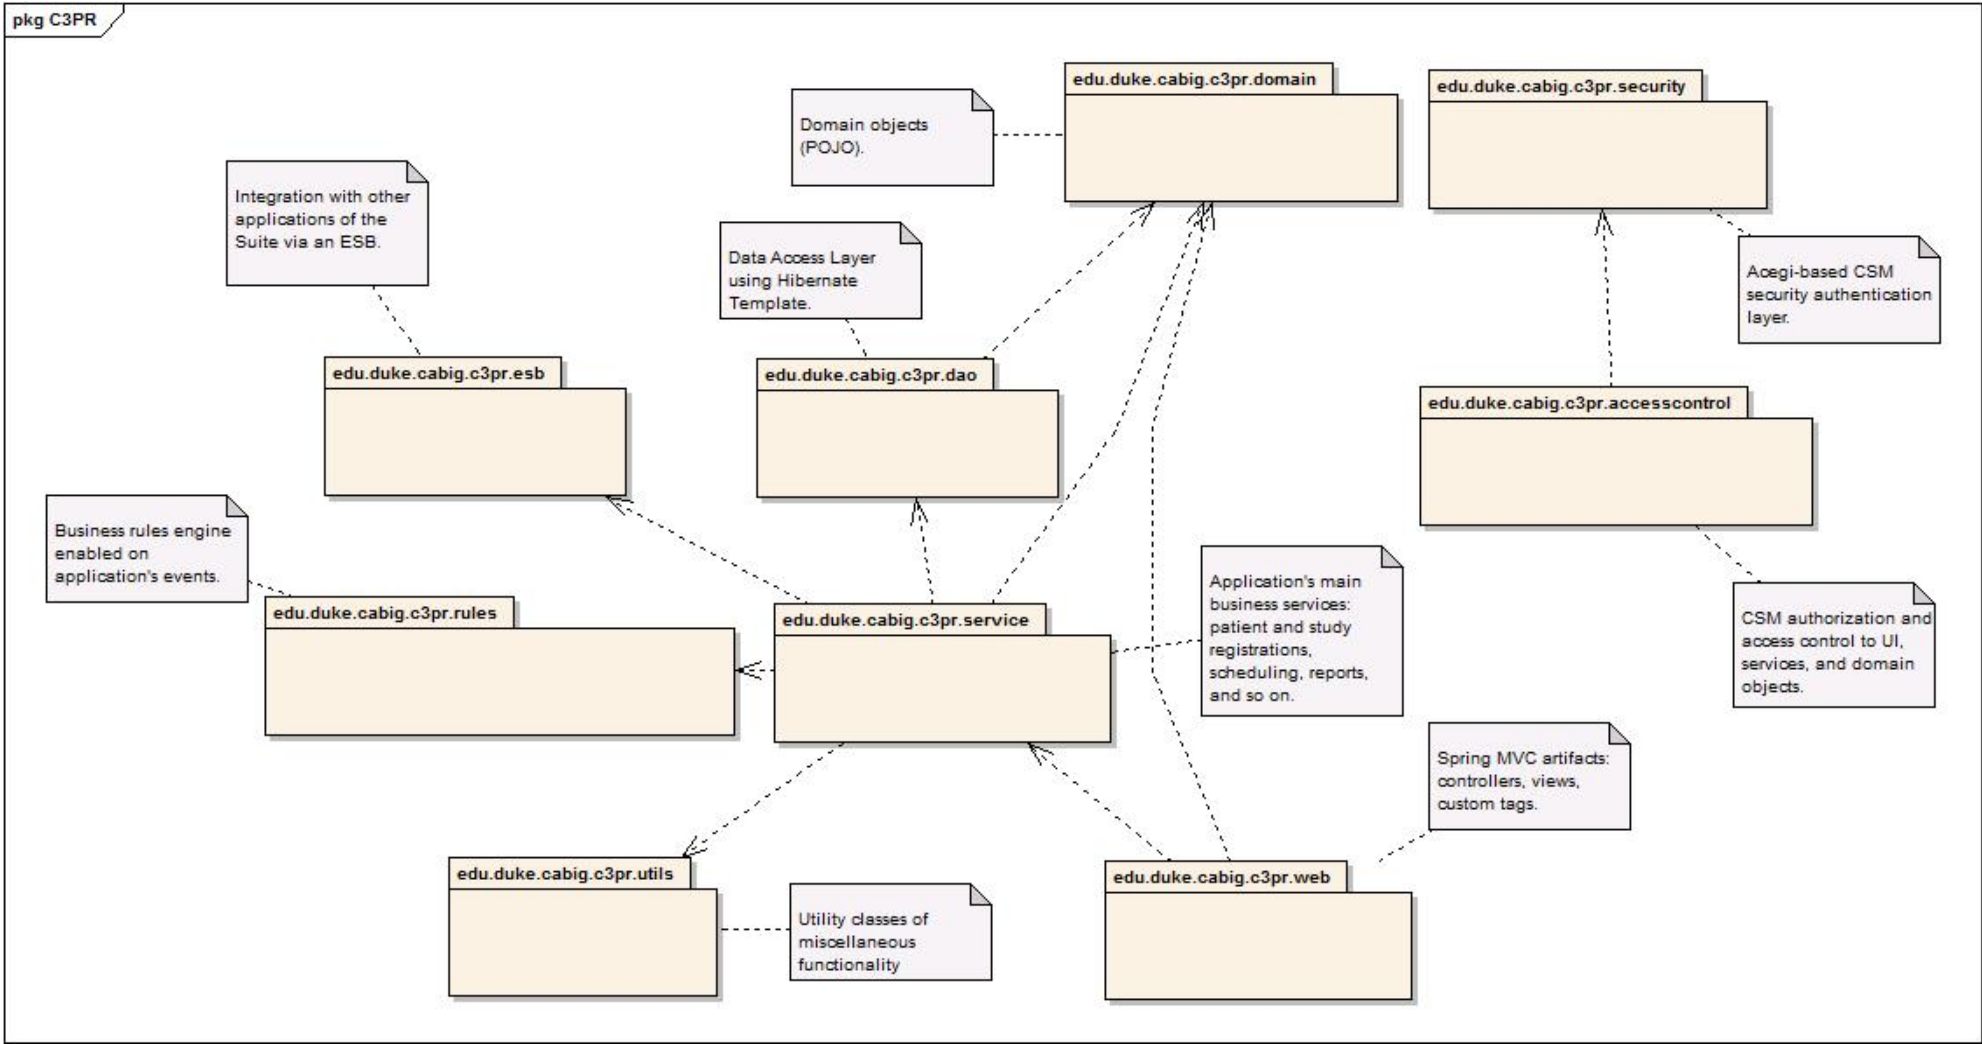 pkg C3PR
edu.duke.cabig.c3pr.domain
edu.duke.cabig.c3pr.security
Domain objects
(POJO).
Integration with other
applications of the
Suite via an ESB.
Data Access Layer
using Hibernate
Template.
Acegi-based CSM
security authentication
layer.
edu.duke.cabig.c3pr.esb
edu.duke.cabig.c3pr.dao
edu.duke.cabig.c3pr.accesscontrol
Business rules engine
enabled on
application's events.
Application's main
business services:
patient and study
registrations,
scheduling, reports,
and so on.
edu.duke.cabig.c3pr.rules
edu.duke.cabig.c3pr.service
CSM authorization and
access control to UI,
services, and domain
objects.
Spring MVC artifacts:
controllers, views,
custom tags.
edu.duke.cabig.c3pr.utils
edu.duke.cabig.c3pr.web
Utility classes of
miscellaneous
functionality